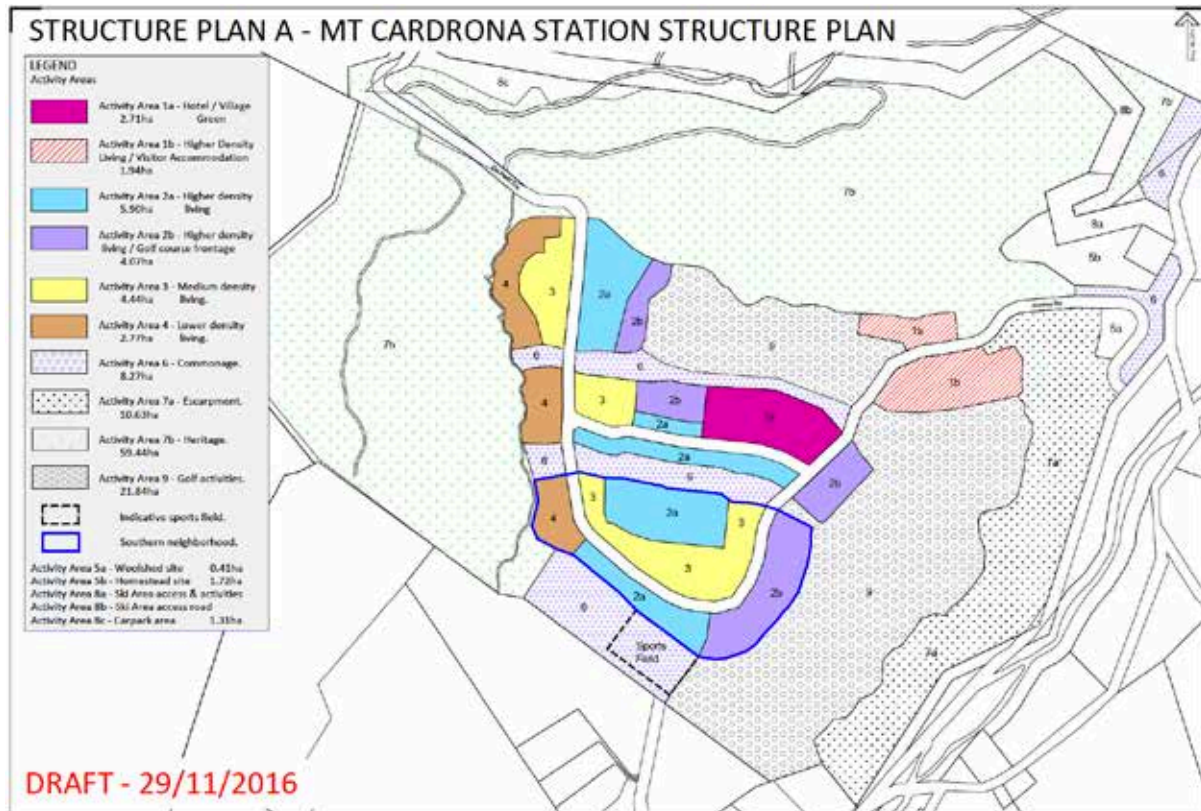 STRUCTURE PLAN A - MT CARDRONA STATION STRUCTURE PLAN
LEGEND
Activity Areas
Activity Area 1a - Hotel / Village
2.71ha Green
Activity Area 1b - Higher Density
Living / Visitor Accommodation
1.94ha
Activity Area 2a - Higher density
5.90ha living
Activity Area 2b - Higher density
living / Golf course frontage
4.07ha
Activity Area 3 - Medium density
4.44ha living.
Activity Area 4 - Lower density
2.77ha living.
Activity Area 6 - Commonage.
8.27ha
Activity Area 7a - Escarpment.
10.63ha
Activity Area 7b - Heritage.
59.44ha
Activity Area 9 - Golf activities.
21.84ha
Indicative sports field.
Southern neighborhood.
Activity Area 5a - Woolshed site 0.41ha
Activity Area 5b - Homestead site 1.72ha
Activity Area 8a - Ski Area access & activities
Activity Area 8b - Ski Area access road
Activity Area 8c - Carpark area 1.33ha
8c
7b
8b
7b
6
8a
5b
6
5a
4
3
2a
2b
9
1b
1b
7b
6
6
4
3
2b
2a
2a
6
6
2b
7a
4
3
2a
3
3
2b
2a
6
9
7a
Sports
Field
DRAFT - 29/11/2016